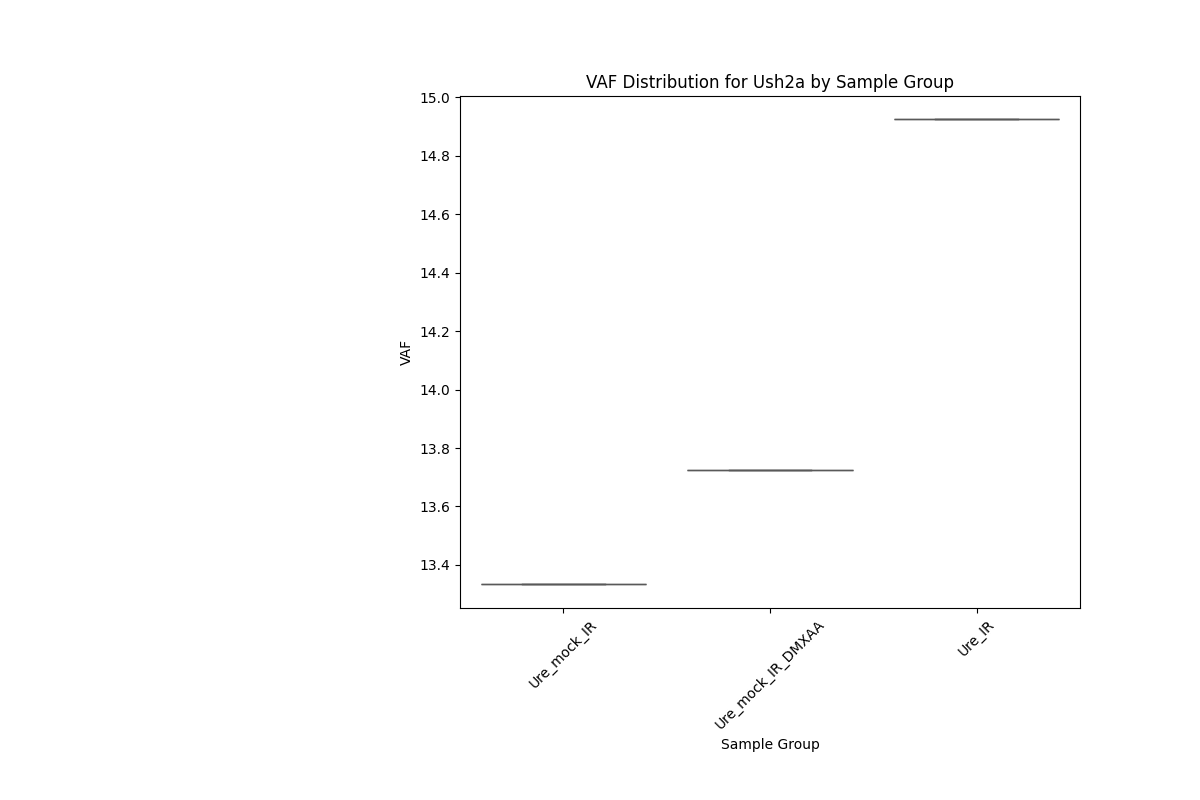 VAF Distribution for Ush2a by Sample Group
15.0
14.8
14.6
14.4
14.2
14.0
13.8
13.6
13.4
VAF
Ure_mock_IR
Ure_mock_IR_DMXAA
Ure_IR
Sample Group